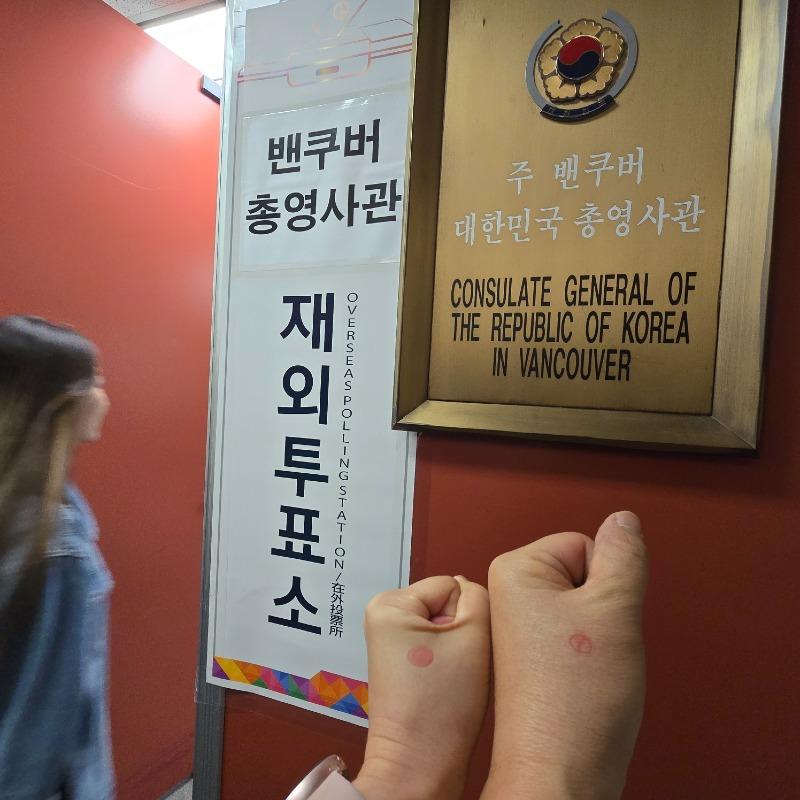 밴쿠버
총영사관
재외투표소
OVERSEAS POLLING STATION / 在外投票所
주 밴쿠버
대한민국 총영사관
CONSULATE GENERAL OF
THE REPUBLIC OF KOREA
IN VANCOUVER